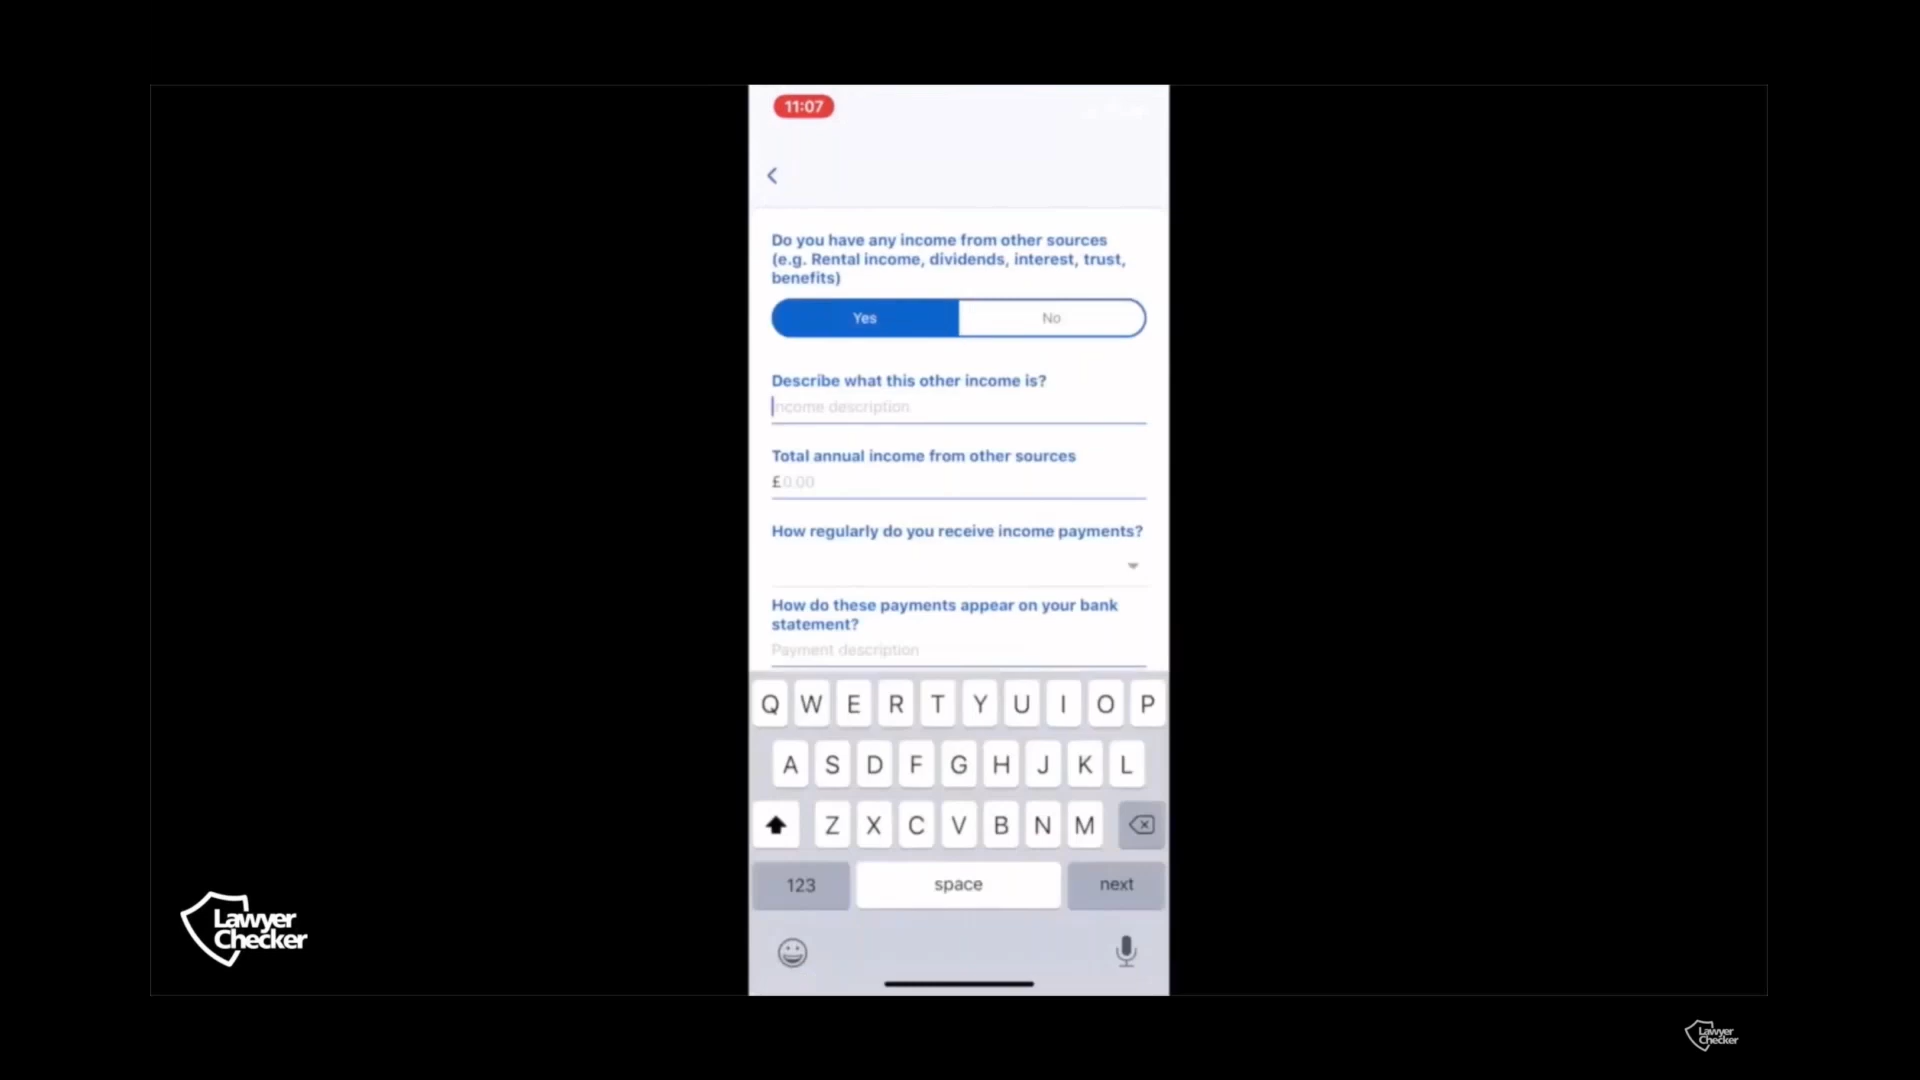 11:07
Do you have any income from other sources
(e.g. Rental income, dividends, interest, trust,
benefits)
Yes No
Describe what this other income is?
Income description
Total annual income from other sources
£0.00
How regularly do you receive income payments?
How do these payments appear on your bank
statement?
Payment description
Q W E R T Y U I O P
A S D F G H J K L
Z X C V B N M
123 space next
Lawyer
Checker
Lawyer
Checker